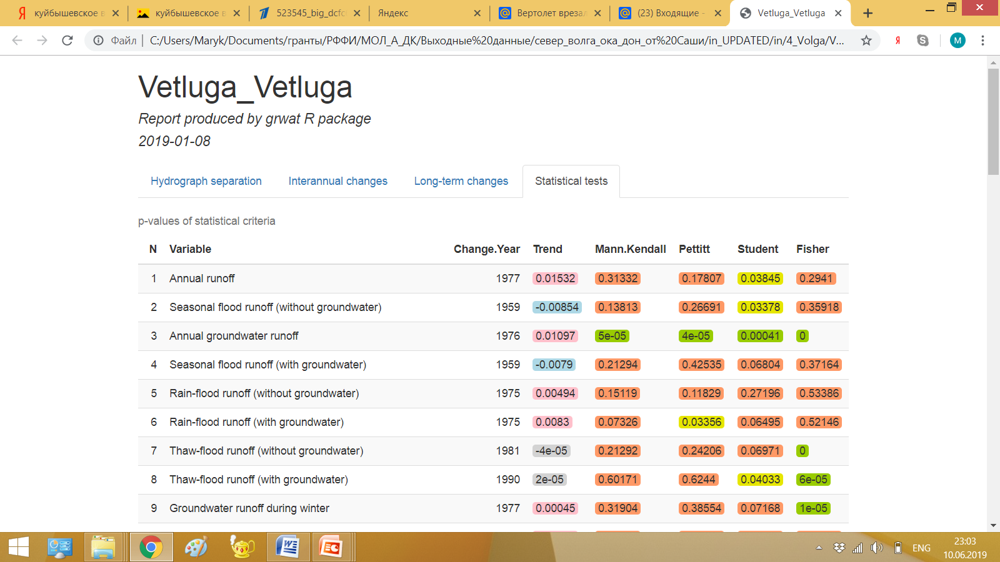 куйбышевское в
куйбышевское в
523545_big_dcfc
Яндекс
Вертолет вреза
(23) Входящие -
Vetluga_Vetluga
Файл
C:/Users/Maryk/Documents/гранты/РФФИ/МОЛ_А_ДК/Выходные%20данные/север_волга_ока_дон_от%20Саши/in_UPDATED/in/4_Volga/V...
M
Vetluga_Vetluga
Report produced by grwat R package
2019-01-08
Hydrograph separation Interannual changes Long-term changes Statistical tests
p-values of statistical criteria
N Variable Change.Year Trend Mann.Kendall Pettitt Student Fisher
1 Annual runoff 1977 0.01532 0.31332 0.17807 0.03845 0.2941
2 Seasonal flood runoff (without groundwater) 1959 -0.00854 0.13813 0.26691 0.03378 0.35918
3 Annual groundwater runoff 1976 0.01097 5e-05 4e-05 0.00041 0
4 Seasonal flood runoff (with groundwater) 1959 -0.0079 0.21294 0.42535 0.06804 0.37164
5 Rain-flood runoff (without groundwater) 1975 0.00494 0.15119 0.11829 0.27196 0.53386
6 Rain-flood runoff (with groundwater) 1975 0.0083 0.07326 0.03356 0.06495 0.52146
7 Thaw-flood runoff (without groundwater) 1981 -4e-05 0.21292 0.24206 0.06971 0
8 Thaw-flood runoff (with groundwater) 1990 2e-05 0.60171 0.6244 0.04033 6e-05
9 Groundwater runoff during winter 1977 0.00045 0.31904 0.38554 0.07168 1e-05
ENG
23:03
10.06.2019